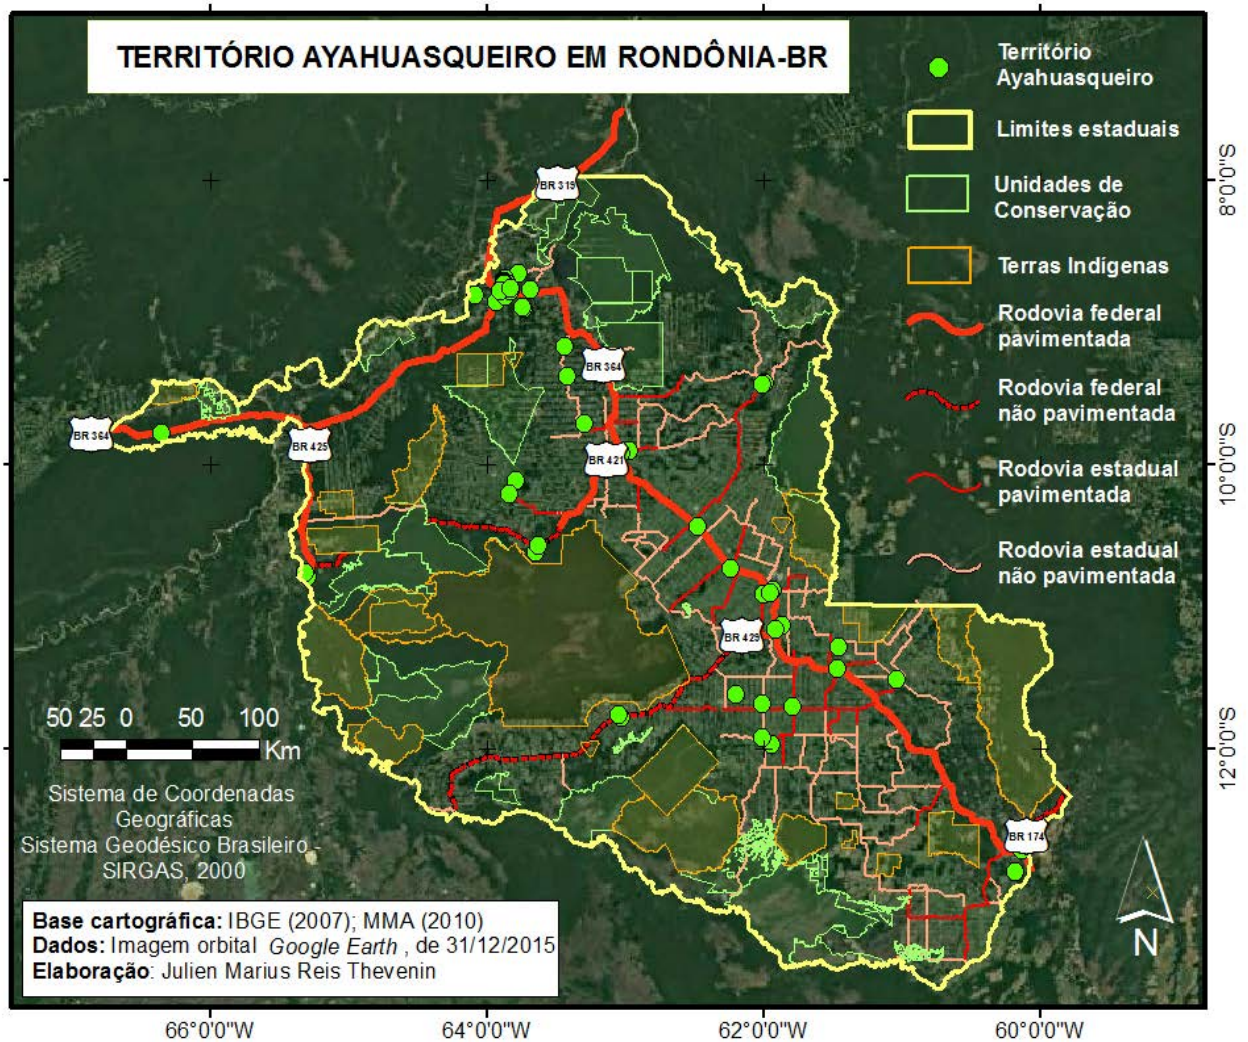 TERRITÓRIO AYAHUASQUEIRO EM RONDÔNIA-BR
Território
Ayahuasqueiro
Limites estaduais
Unidades de
Conservação
Terras Indígenas
Rodovia federal
pavimentada
Rodovia federal
não pavimentada
Rodovia estadual
pavimentada
Rodovia estadual
não pavimentada
BR 319
BR 364
BR 364
BR 425
BR 421
BR 429
BR 174
8°0'0"S
10°0'0"S
12°0'0"S
50 25 0 50 100
Km
Sistema de Coordenadas
Geográficas
Sistema Geodésico Brasileiro -
SIRGAS, 2000
Base cartográfica: IBGE (2007); MMA (2010)
Dados: Imagem orbital Google Earth , de 31/12/2015
Elaboração: Julien Marius Reis Thevenin
N
66°0'0"W 64°0'0"W 62°0'0"W 60°0'0"W